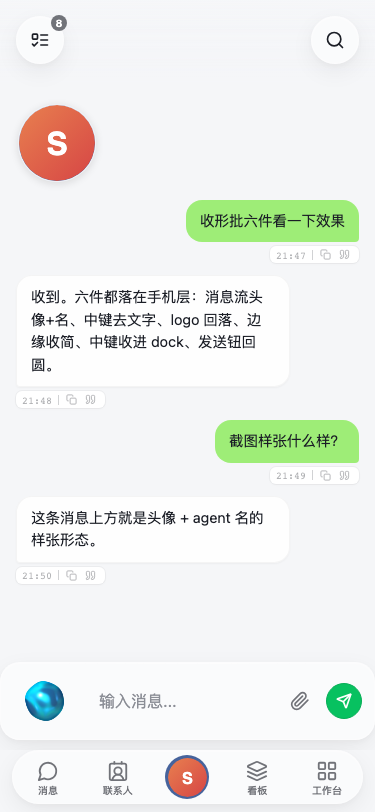 8
S
收形批六件看一下效果
21:47
收到。六件都落在手机层：消息流头
像+名、中键去文字、logo 回落、边
缘收简、中键收进 dock、发送钮回
圆。
21:48
截图样张什么样?
21:49
这条消息上方就是头像 + agent 名的
样张形态。
21:50
输入消息...
消息
联系人
S
看板
工作台